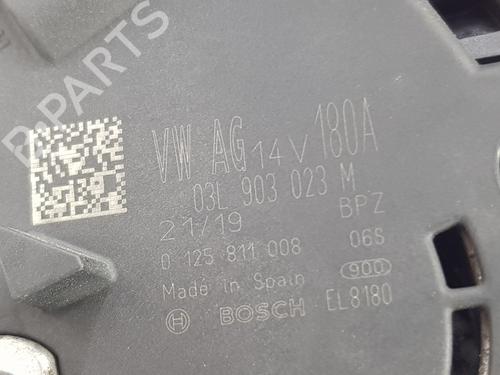 VW AG 14V 180A
03L 903 023 M
21/19 BPZ
0 125 811 008 06S
Made in Spain 900
BOSCH EL8180
B-PARTS